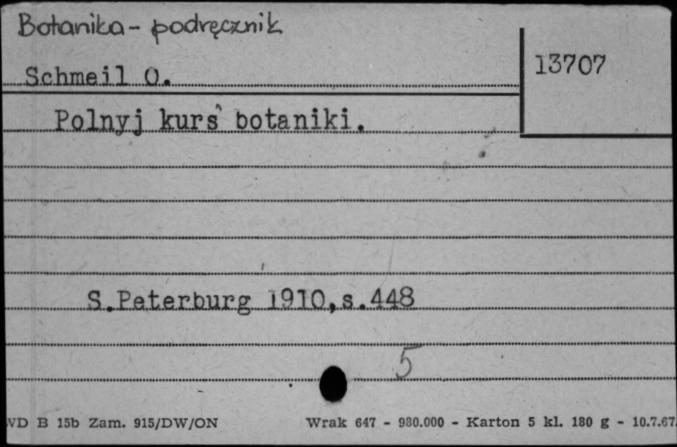 Botanika - podręcznik
13707
Schmeil O.
Polnyj kurs` botaniki.
S.Peterburg 1910,s.448
5
WD B 15b Zam. 915/DW/ON
Wrak 647 - 980.000 - Karton 5 kl. 180 g - 10.7.67